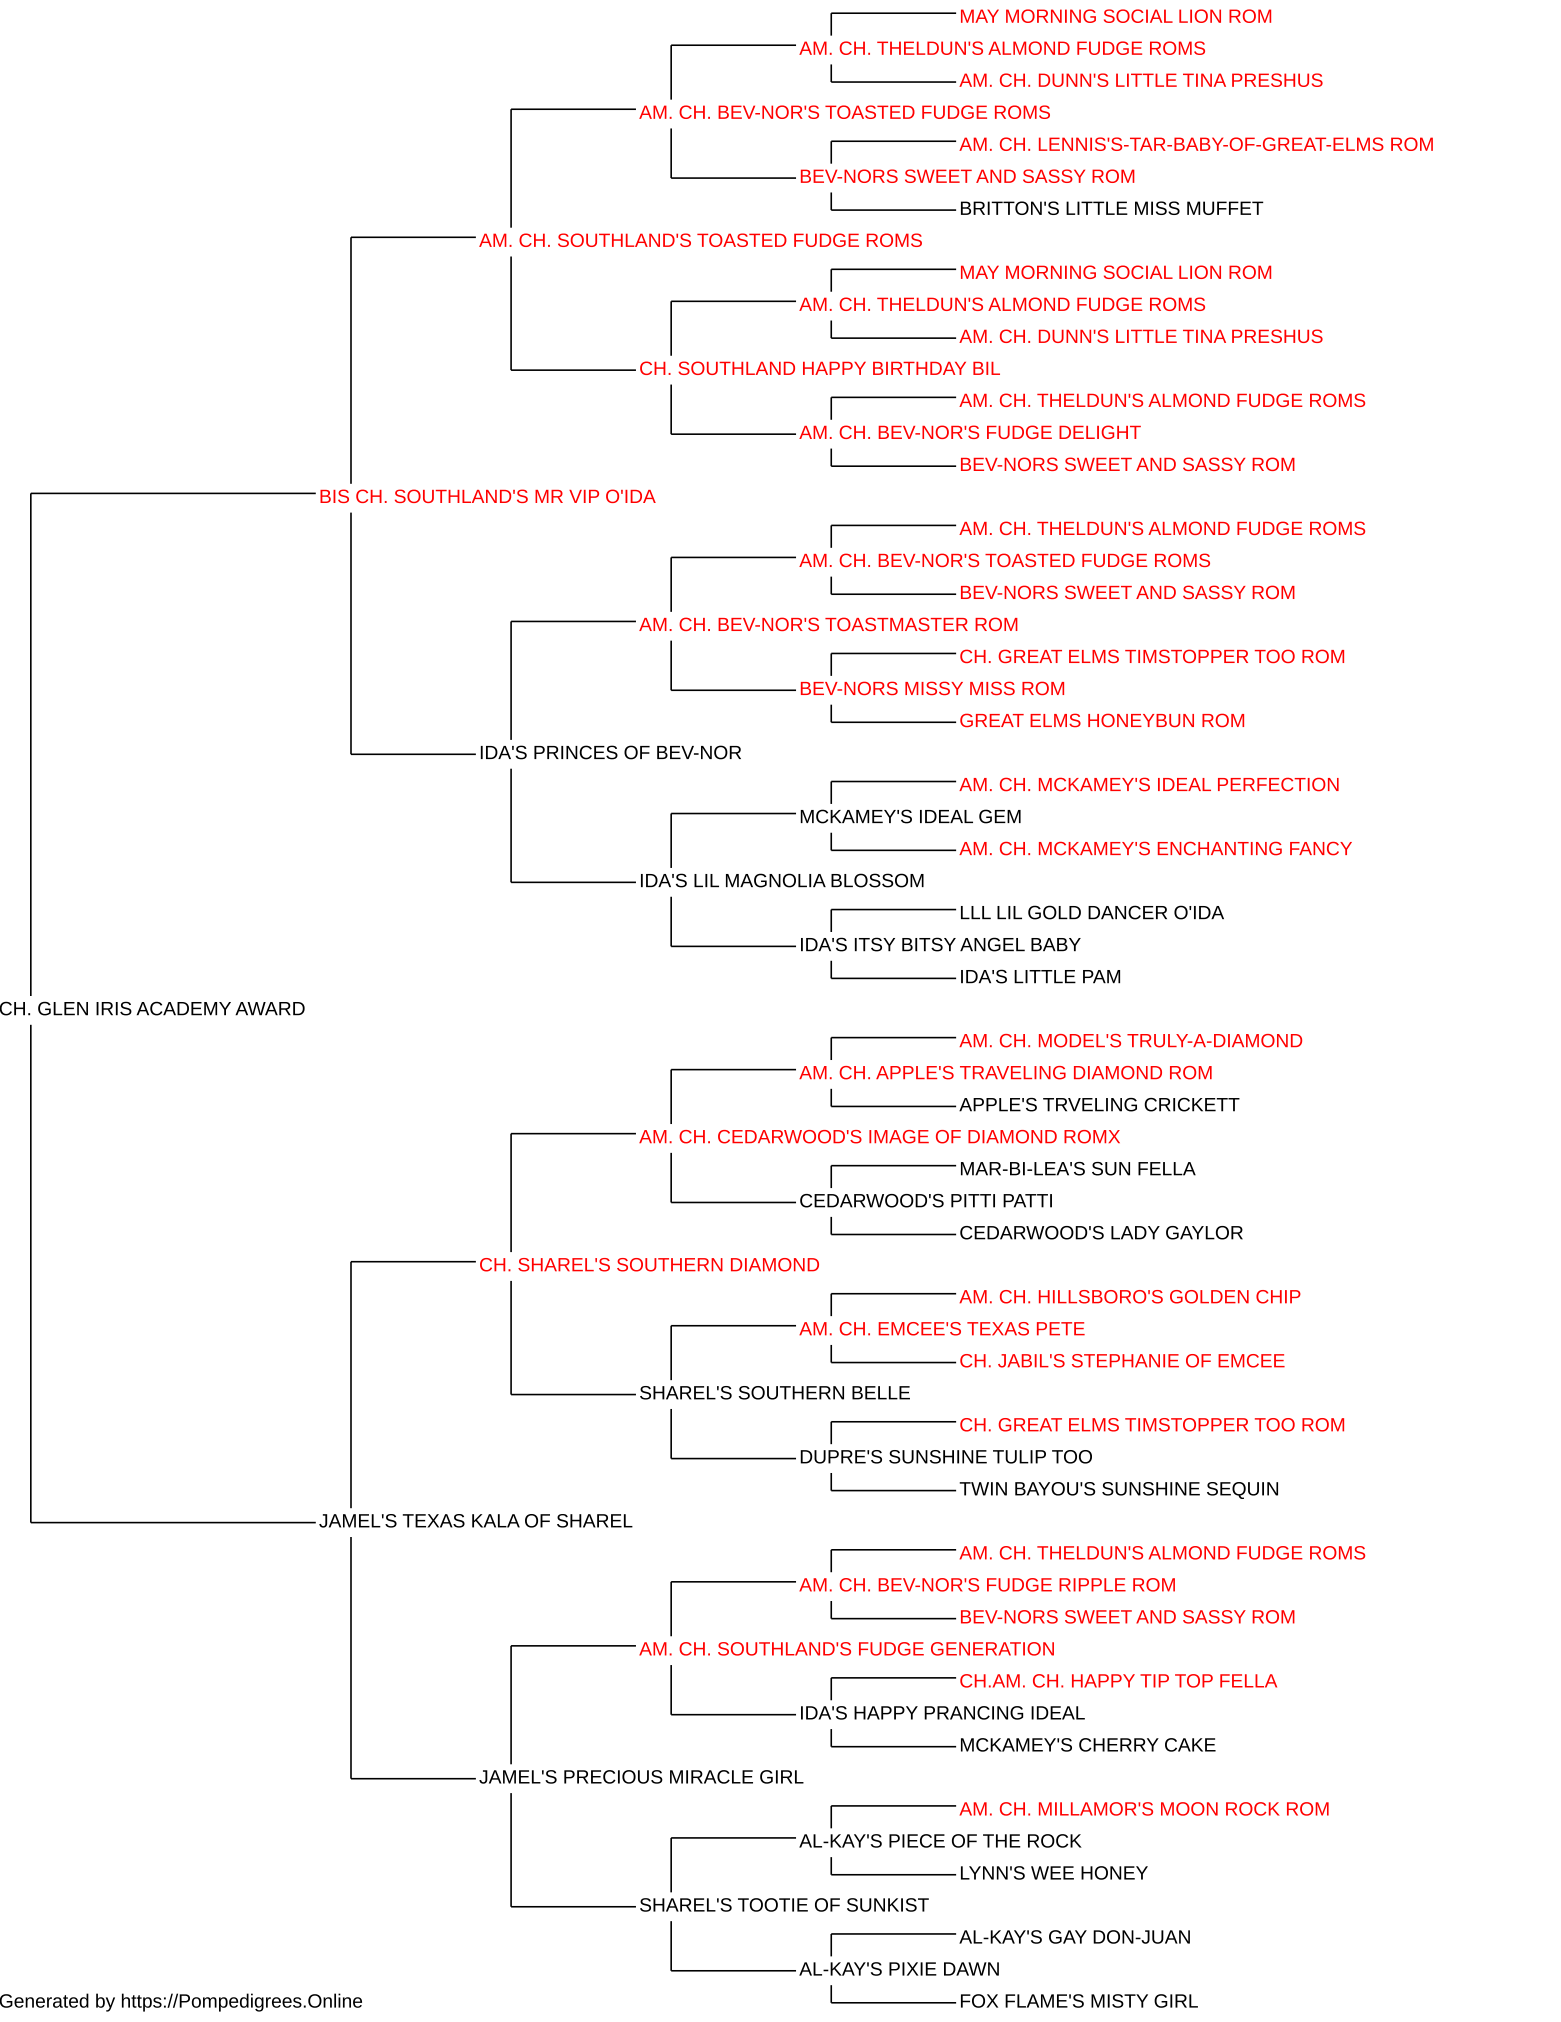 MAY MORNING SOCIAL LION ROM
AM. CH. THELDUN'S ALMOND FUDGE ROMS
AM. CH. DUNN'S LITTLE TINA PRESHUS
AM. CH. BEV-NOR'S TOASTED FUDGE ROMS
AM. CH. LENNIS'S-TAR-BABY-OF-GREAT-ELMS ROM
BEV-NORS SWEET AND SASSY ROM
BRITTON'S LITTLE MISS MUFFET
AM. CH. SOUTHLAND'S TOASTED FUDGE ROMS
MAY MORNING SOCIAL LION ROM
AM. CH. THELDUN'S ALMOND FUDGE ROMS
AM. CH. DUNN'S LITTLE TINA PRESHUS
CH. SOUTHLAND HAPPY BIRTHDAY BIL
AM. CH. THELDUN'S ALMOND FUDGE ROMS
AM. CH. BEV-NOR'S FUDGE DELIGHT
BEV-NORS SWEET AND SASSY ROM
BIS CH. SOUTHLAND'S MR VIP O'IDA
AM. CH. THELDUN'S ALMOND FUDGE ROMS
AM. CH. BEV-NOR'S TOASTED FUDGE ROMS
BEV-NORS SWEET AND SASSY ROM
AM. CH. BEV-NOR'S TOASTMASTER ROM
CH. GREAT ELMS TIMSTOPPER TOO ROM
BEV-NORS MISSY MISS ROM
GREAT ELMS HONEYBUN ROM
IDA'S PRINCES OF BEV-NOR
AM. CH. MCKAMEY'S IDEAL PERFECTION
MCKAMEY'S IDEAL GEM
AM. CH. MCKAMEY'S ENCHANTING FANCY
IDA'S LIL MAGNOLIA BLOSSOM
LLL LIL GOLD DANCER O'IDA
IDA'S ITSY BITSY ANGEL BABY
IDA'S LITTLE PAM
CH. GLEN IRIS ACADEMY AWARD
AM. CH. MODEL'S TRULY-A-DIAMOND
AM. CH. APPLE'S TRAVELING DIAMOND ROM
APPLE'S TRVELING CRICKETT
AM. CH. CEDARWOOD'S IMAGE OF DIAMOND ROMX
MAR-BI-LEA'S SUN FELLA
CEDARWOOD'S PITTI PATTI
CEDARWOOD'S LADY GAYLOR
CH. SHAREL'S SOUTHERN DIAMOND
AM. CH. HILLSBORO'S GOLDEN CHIP
AM. CH. EMCEE'S TEXAS PETE
CH. JABIL'S STEPHANIE OF EMCEE
SHAREL'S SOUTHERN BELLE
CH. GREAT ELMS TIMSTOPPER TOO ROM
DUPRE'S SUNSHINE TULIP TOO
TWIN BAYOU'S SUNSHINE SEQUIN
JAMEL'S TEXAS KALA OF SHAREL
AM. CH. THELDUN'S ALMOND FUDGE ROMS
AM. CH. BEV-NOR'S FUDGE RIPPLE ROM
BEV-NORS SWEET AND SASSY ROM
AM. CH. SOUTHLAND'S FUDGE GENERATION
CH.AM. CH. HAPPY TIP TOP FELLA
IDA'S HAPPY PRANCING IDEAL
MCKAMEY'S CHERRY CAKE
JAMEL'S PRECIOUS MIRACLE GIRL
AM. CH. MILLAMOR'S MOON ROCK ROM
AL-KAY'S PIECE OF THE ROCK
LYNN'S WEE HONEY
SHAREL'S TOOTIE OF SUNKIST
AL-KAY'S GAY DON-JUAN
AL-KAY'S PIXIE DAWN
FOX FLAME'S MISTY GIRL
Generated by https://Pompedigrees.Online